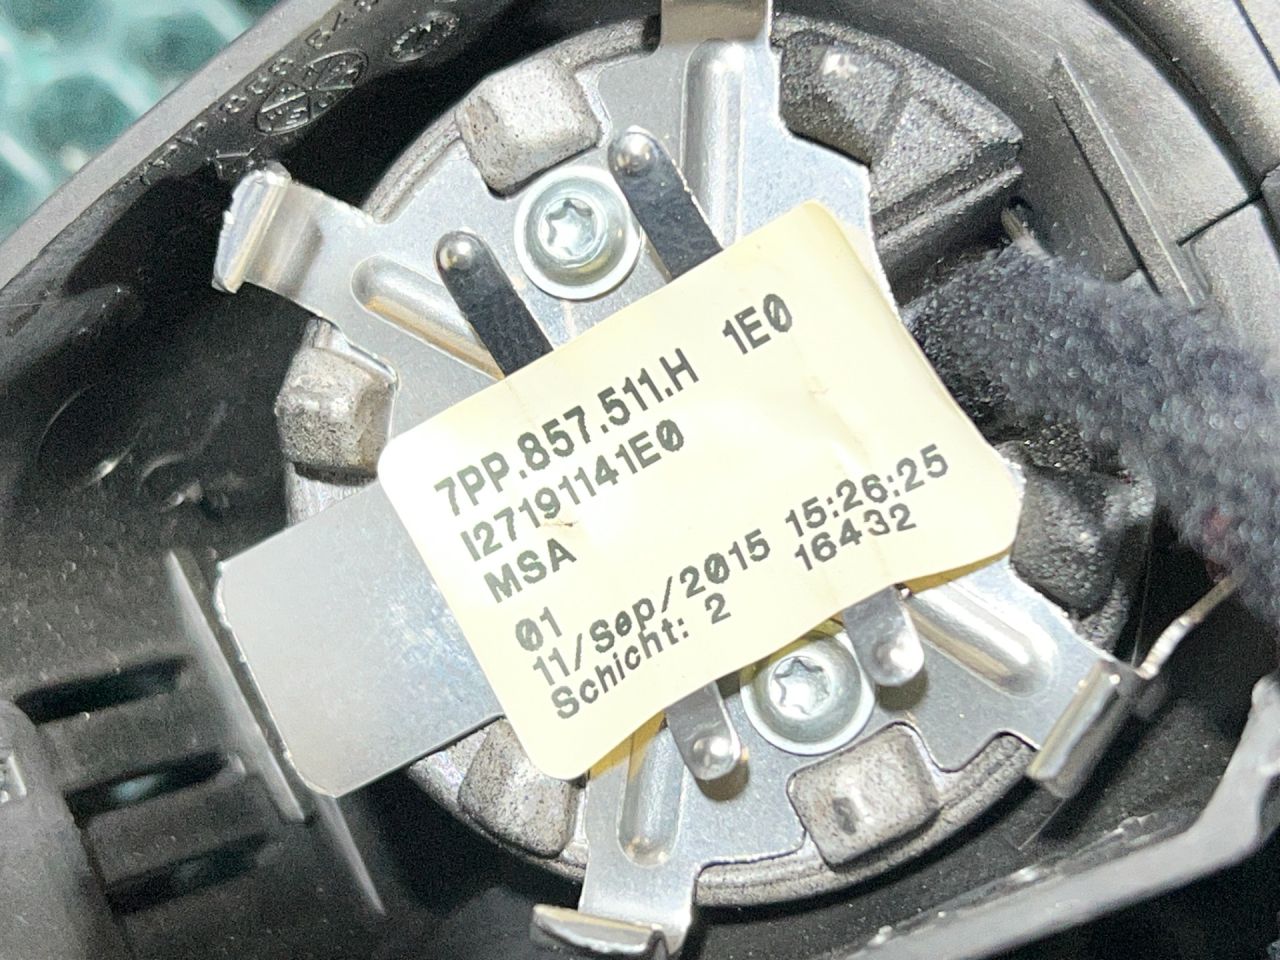 7PP.857.511.H 1E0
I27191141E0
MSA
01
11/Sep/2015 15:26:25
Schicht: 2 16432